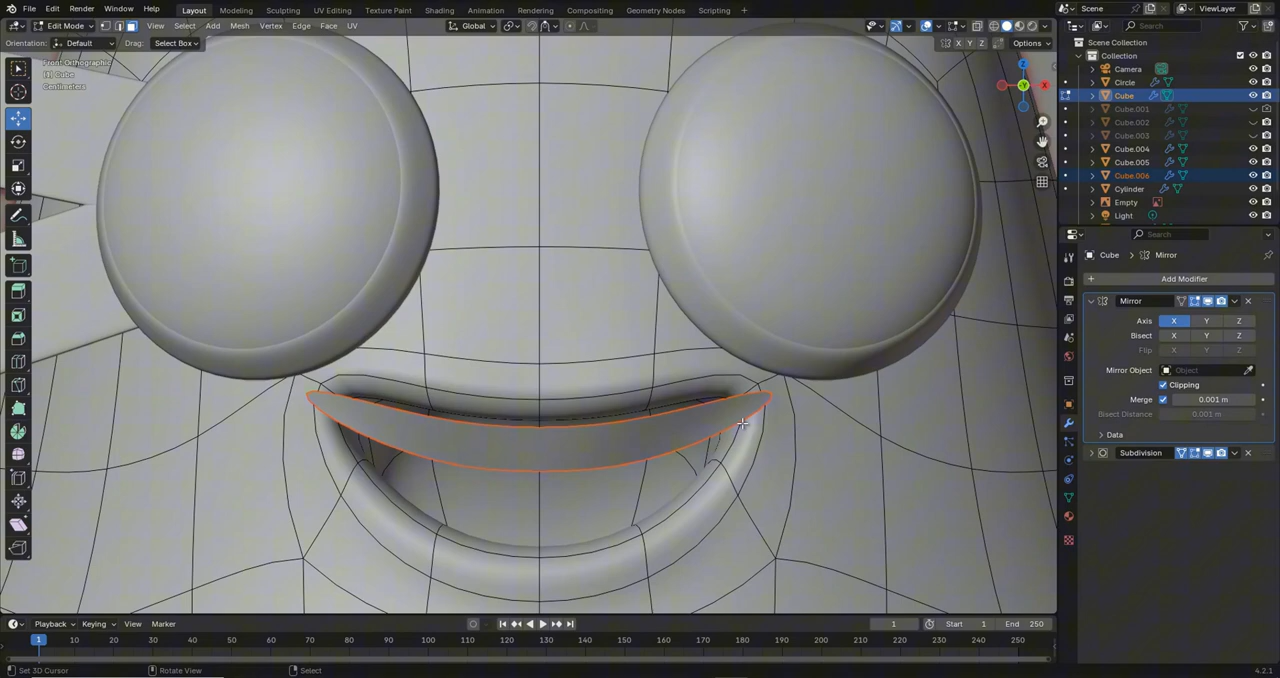 File Edit Render Window Help Layout Modeling Sculpting UV Editing Texture Paint Shading Animation Rendering Compositing Geometry Nodes Scripting + Scene ViewLayer
Edit Mode View Select Add Mesh Vertex Edge Face UV Global
Search
Orientation: Default Drag: Select Box X Y Z Options
Scene Collection
Collection
Front Orthographic
(1) Cube
Centimeters
Camera
Circle
Cube
Cube.001
Cube.002
Cube.003
Cube.004
Cube.005
Cube.006
Cylinder
Empty
Light
Z
Y
X
Search
Cube > Mirror
+ Add Modifier
Mirror
Axis X Y Z
Bisect X Y Z
Flip X Y Z
Mirror Object Object
Clipping
Merge 0.001 m
Bisect Distance 0.001 m
Data
Subdivision
Playback Keying View Marker 1 Start 1 End 250
1 10 20 30 40 50 60 70 80 90 100 110 120 130 140 150 160 170 180 190 200 210 220 230 240 250
Set 3D Cursor Rotate View Select 4.2.1